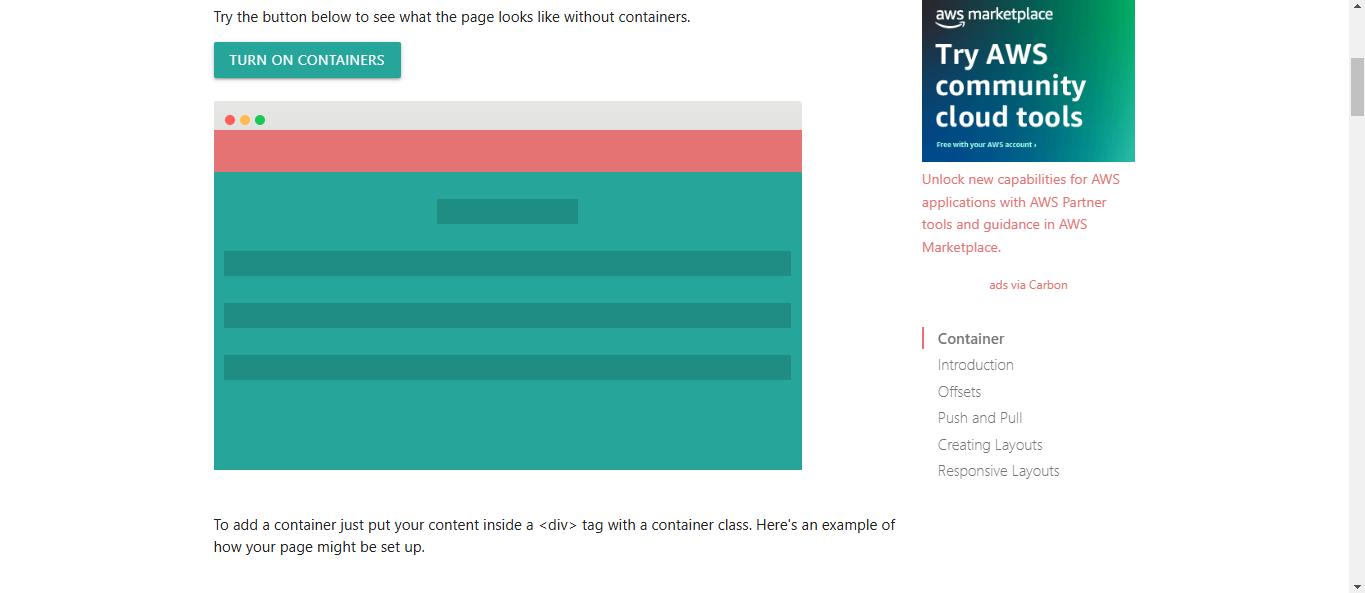 Try the button below to see what the page looks like without containers.
TURN ON CONTAINERS
To add a container just put your content inside a <div> tag with a container class. Here's an example of
how your page might be set up.
aws marketplace
Try AWS
community
cloud tools
Free with your AWS account ›
Unlock new capabilities for AWS
applications with AWS Partner
tools and guidance in AWS
Marketplace.
ads via Carbon
Container
Introduction
Offsets
Push and Pull
Creating Layouts
Responsive Layouts